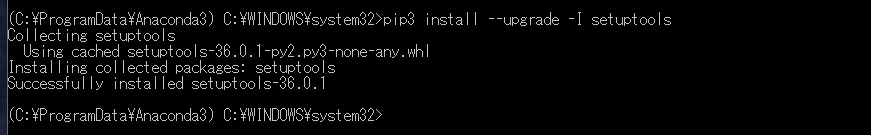 (C:¥ProgramData¥Anaconda3) C:¥WINDOWS¥system32>pip3 install --upgrade -I setuptools
Collecting setuptools
  Using cached setuptools-36.0.1-py2.py3-none-any.whl
Installing collected packages: setuptools
Successfully installed setuptools-36.0.1

(C:¥ProgramData¥Anaconda3) C:¥WINDOWS¥system32>